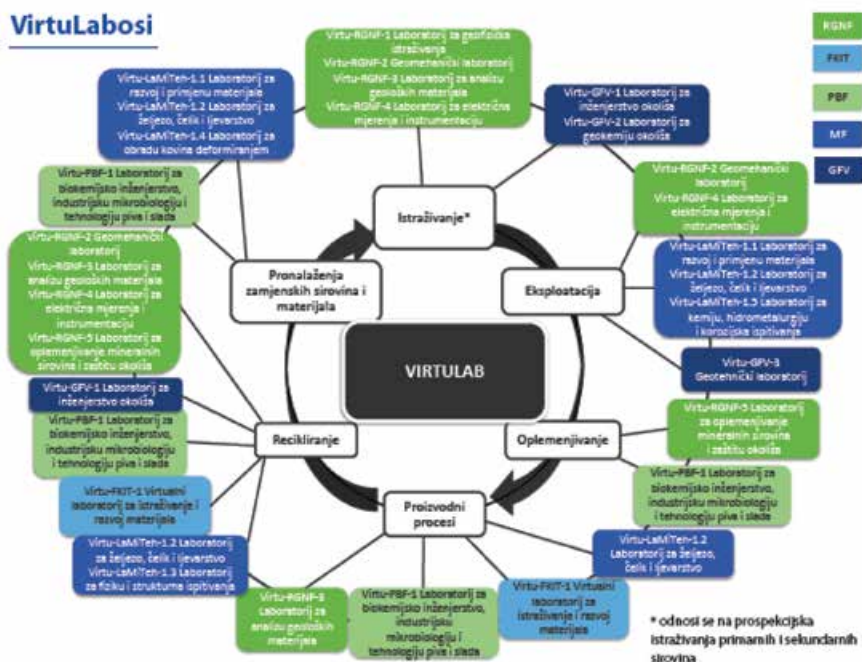 VirtuLabosi
RGNF
FKIT
PBF
MF
GFV
Virtu-RGNF-1 Laboratorij za geofizička
istraživanja
Virtu-RGNF-2 Geomehanički laboratorij
Virtu-RGNF-3 Laboratorij za analizu
geoloških materijala
Virtu-RGNF-4 Laboratorij za električna
mjerenja i instrumentaciju
Virtu-LaMiTeh-1.1 Laboratorij za
razvoj i primjenu materijala
Virtu-LaMiTeh-1.2 Laboratorij za
željezo, čelik i ljevarstvo
Virtu-LaMiTeh-1.4 Laboratorij za
obradu kovina deformiranjem
Virtu-GFV-1 Laboratorij za
inženjerstvo okoliša
Virtu-GFV-2 Laboratorij za
geokemiju okoliša
Virtu-PBF-1 Laboratorij za
biokemijsko inženjerstvo,
industrijsku mikrobiologiju i
tehnologiju piva i slada
Virtu-RGNF-2 Geomehanički
laboratorij
Virtu-RGNF-4 Laboratorij za
električna mjerenja i
instrumentaciju
Istraživanje*
Virtu-RGNF-2 Geomehanički
laboratorij
Virtu-RGNF-3 Laboratorij za
analizu geoloških materijala
Virtu-RGNF-4 Laboratorij za
električna mjerenja i
instrumentaciju
Virtu-RGNF-5 Laboratorij za
oplemenjivanje mineralnih
sirovina i zaštitu okoliša
Pronalaženja
zamjenskih sirovina i
materijala
Eksploatacija
Virtu-LaMiTeh-1.1 Laboratorij za
razvoj i primjenu materijala
Virtu-LaMiTeh-1.2 Laboratorij za
željezo, čelik i ljevarstvo
Virtu-LaMiTeh-1.5 Laboratorij za
kemiju, hidrometalurgiju
i korozijska ispitivanja
VIRTULAB
Virtu-GFV-3
Geotehnički laboratorij
Virtu-GFV-1 Laboratorij za
inženjerstvo okoliša
Virtu-PBF-1 Laboratorij za
biokemijsko inženjerstvo,
industrijsku mikrobiologiju
i tehnologiju piva i slada
Recikliranje
Oplemenjivanje
Virtu-RGNF-5 Laboratorij
za oplemenjivanje
mineralnih sirovina
i zaštitu okoliša
Virtu-PBF-1 Laboratorij za
biokemijsko inženjerstvo,
industrijsku mikrobiologiju
i tehnologiju piva i slada
Virtu-FKIT-1 Virtualni
laboratorij za istraživanje i
razvoj materijala
Proizvodni
procesi
Virtu-LaMiTeh-1.2
Laboratorij za željezo,
čelik i ljevarstvo
Virtu-LaMiTeh-1.2 Laboratorij
za željezo, čelik i ljevarstvo
Virtu-LaMiTeh-1.3 Laboratorij
za fiziku i strukturna ispitivanja
Virtu-RGNF-3
Laboratorij za
analizu geoloških
materijala
Virtu-PBF-1 Laboratorij za
biokemijsko inženjerstvo,
industrijsku
mikrobiologiju i
tehnologiju piva i slada
Virtu-FKIT-1 Virtualni
laboratorij za
istraživanje i razvoj
materijala
* odnosi se na prospekcijska
istraživanja primarnih i sekundarnih
sirovina